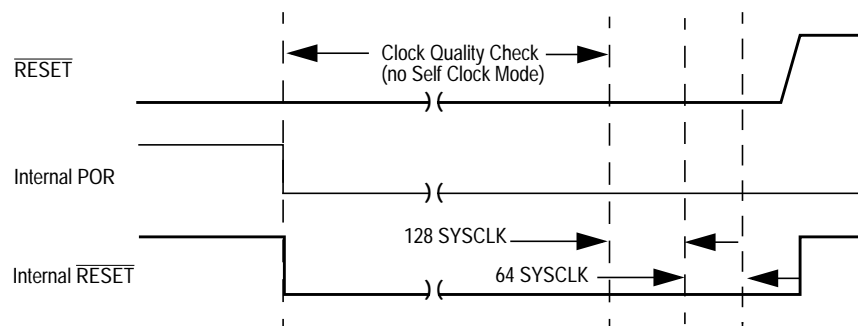 Clock Quality Check
RESET
(no Self Clock Mode)
Internal POR
128 SYSCLK
Internal RESET
64 SYSCLK